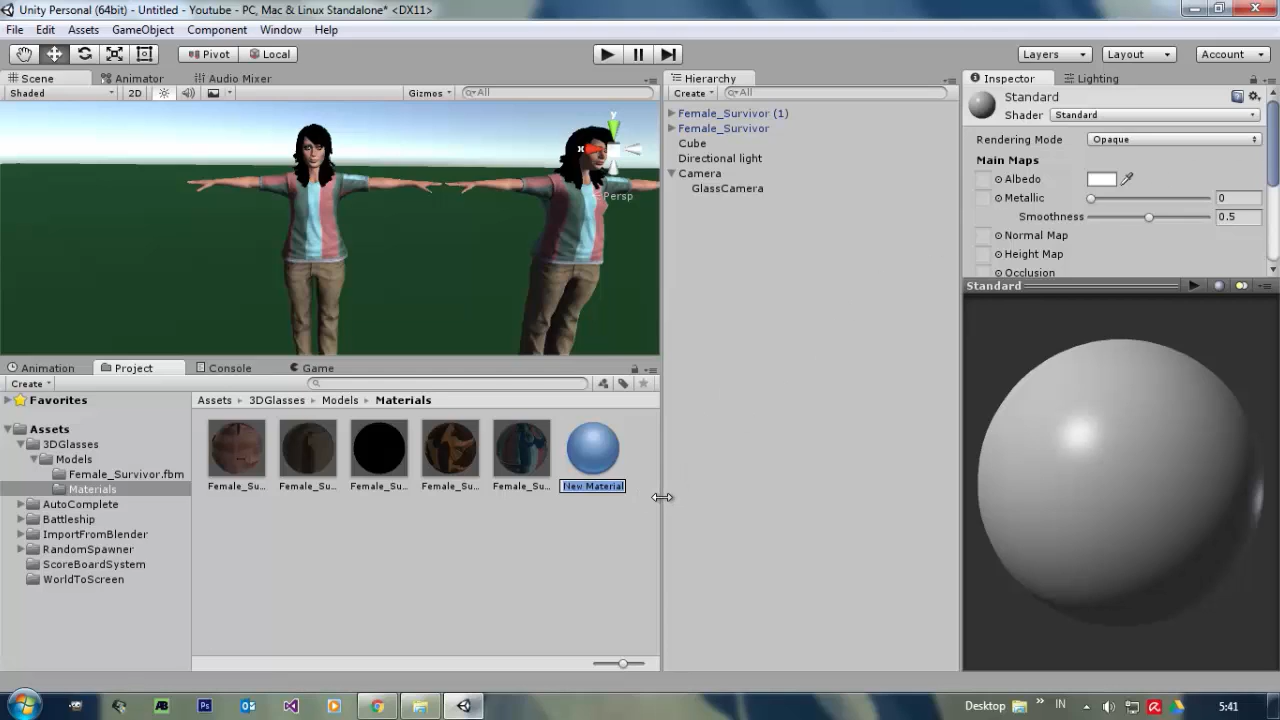 Unity Personal (64bit) - Untitled - Youtube - PC, Mac & Linux Standalone* <DX11>
File Edit Assets GameObject Component Window Help
Pivot Local Layers Layout Account
Scene Animator Audio Mixer Hierarchy Inspector Lighting
Shaded 2D Gizmos All Create All Standard
Shader Standard
y
x
Persp
Female_Survivor (1)
Female_Survivor
Cube
Directional light
Camera
GlassCamera
Rendering Mode Opaque
Main Maps
Albedo
Metallic 0
Smoothness 0.5
Normal Map
Height Map
Occlusion
Standard
Animation Project Console Game
Create
Favorites
Assets
3DGlasses
Models
Female_Survivor.fbm
Materials
AutoComplete
Battleship
ImportFromBlender
RandomSpawner
ScoreBoardSystem
WorldToScreen
Assets 3DGlasses Models Materials
Female_Su... Female_Su... Female_Su... Female_Su... Female_Su... New Material
AB Ps Desktop » IN 5:41